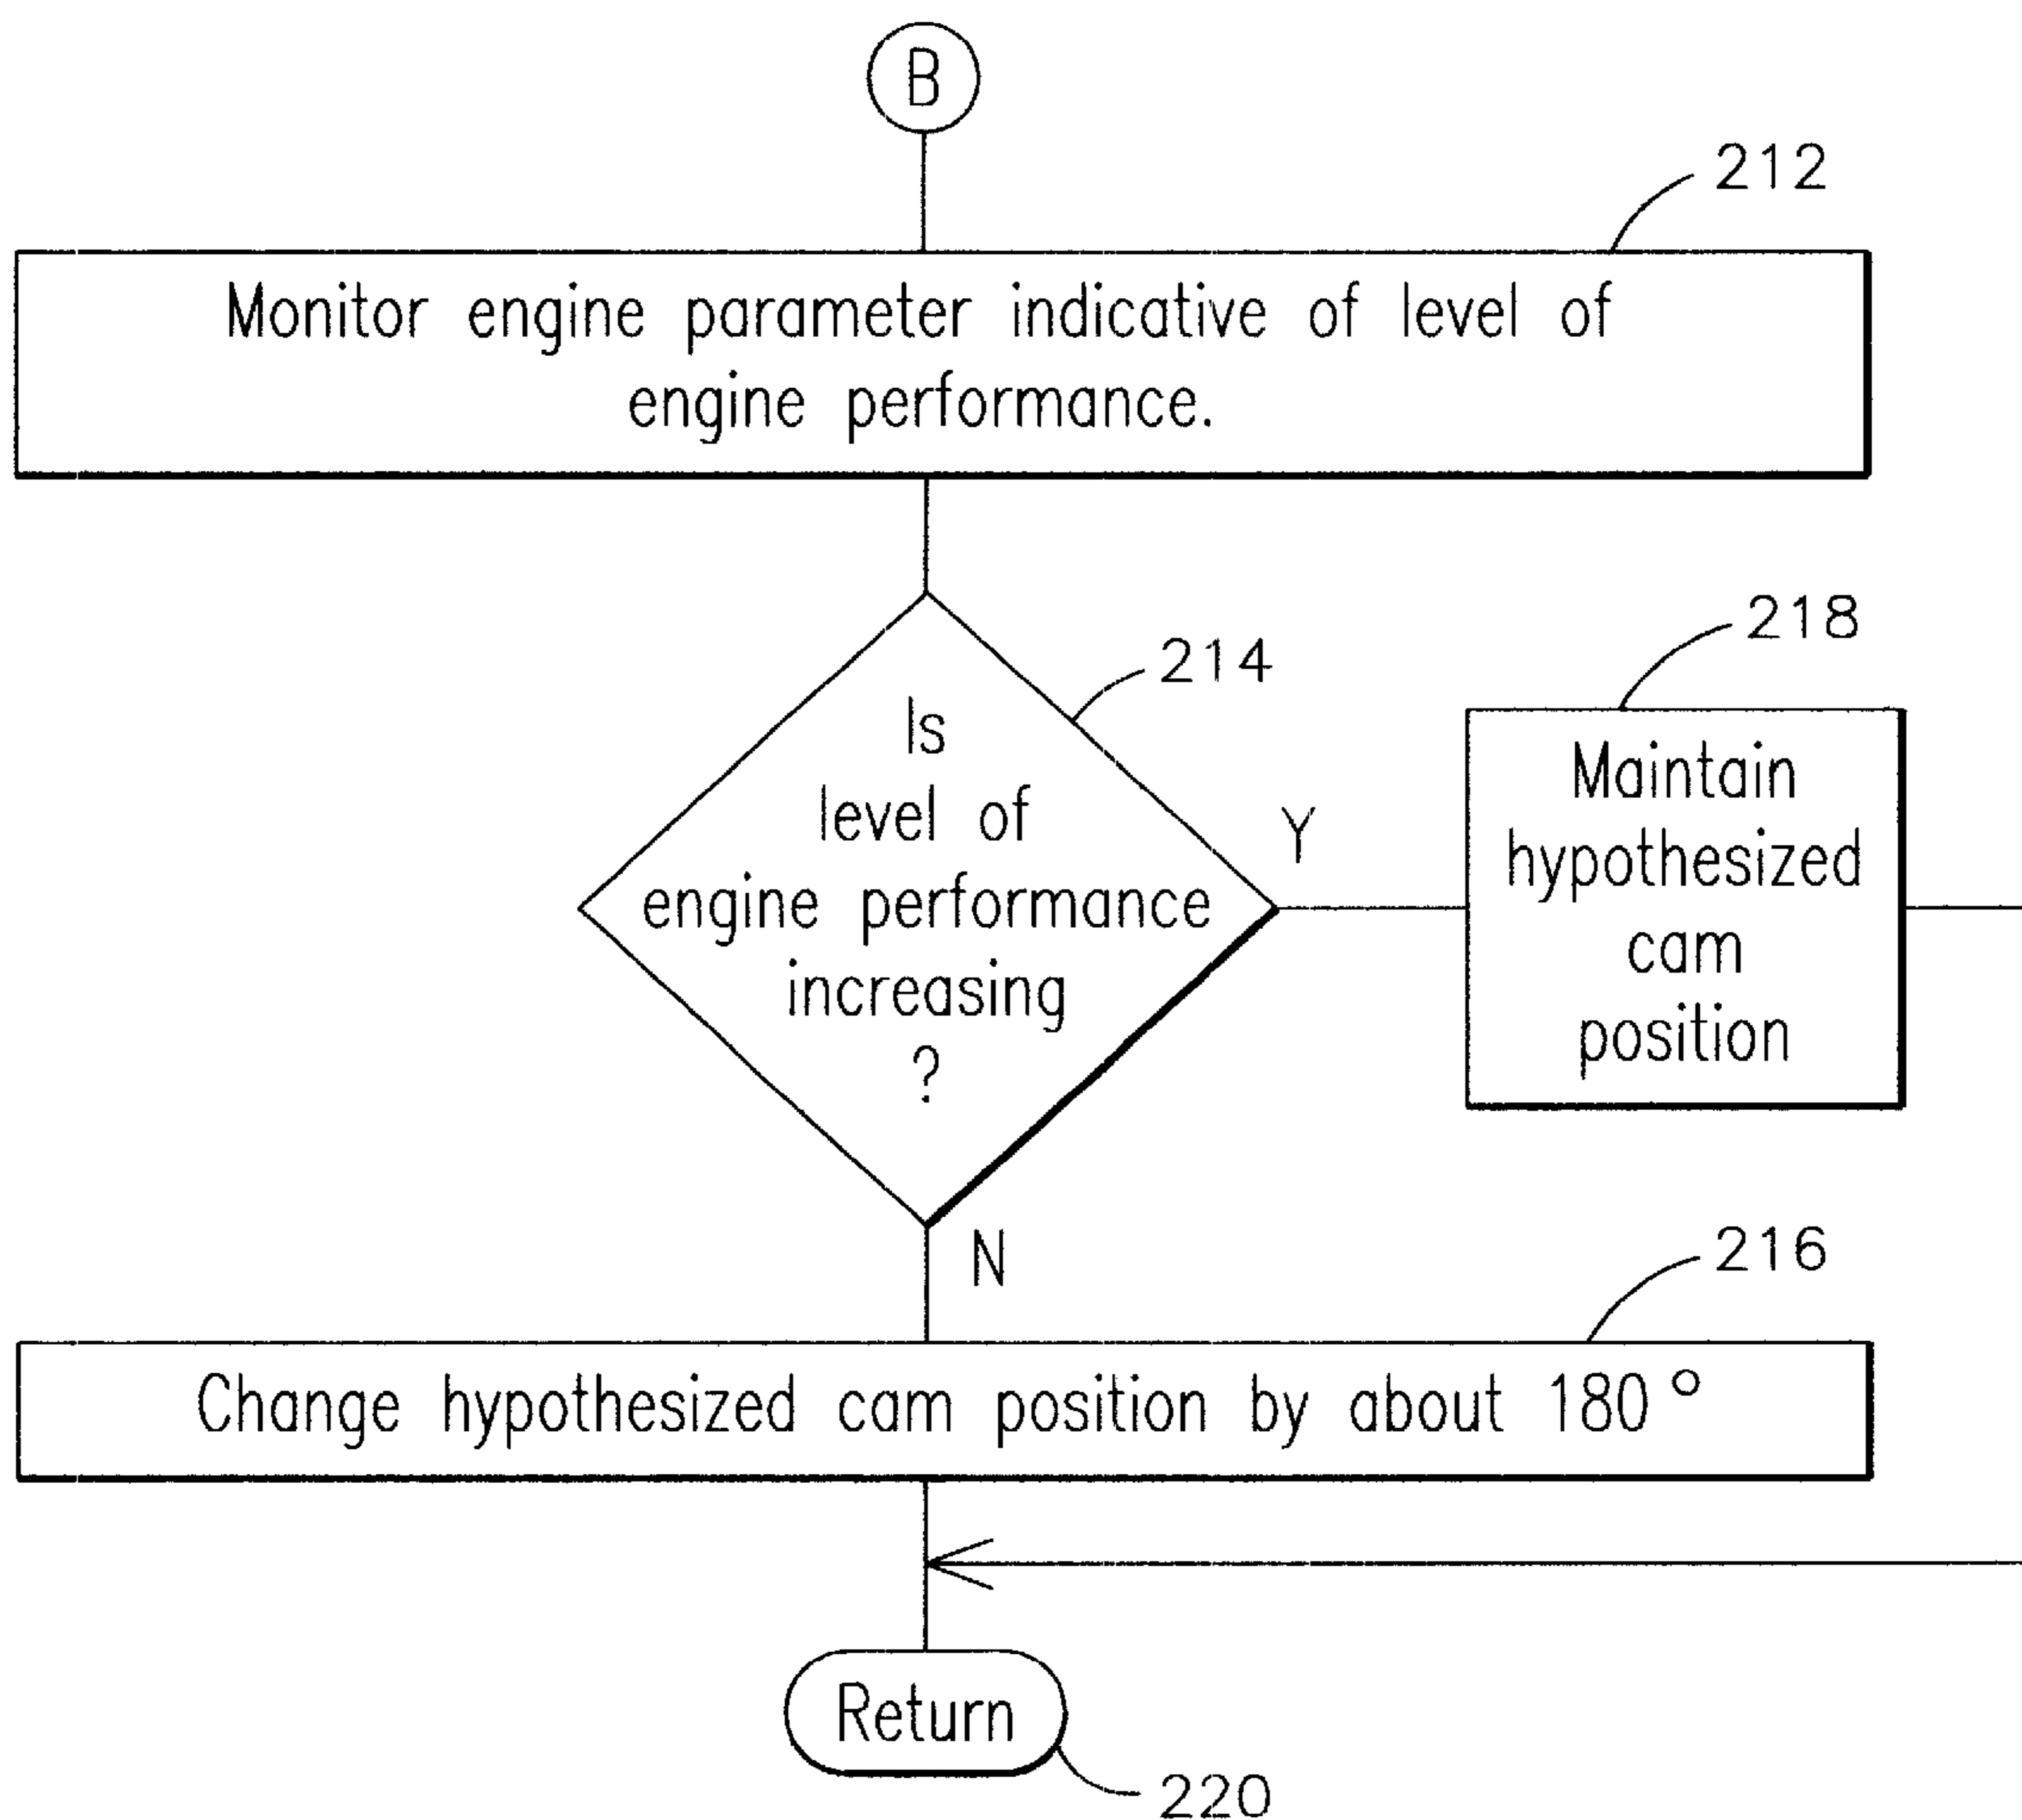 B
212
Monitor engine parameter indicative of level of
engine performance.
214
Is
level of
engine performance
increasing
?
Y
218
Maintain
hypothesized
cam
position
N
216
Change hypothesized cam position by about 180°
Return
220